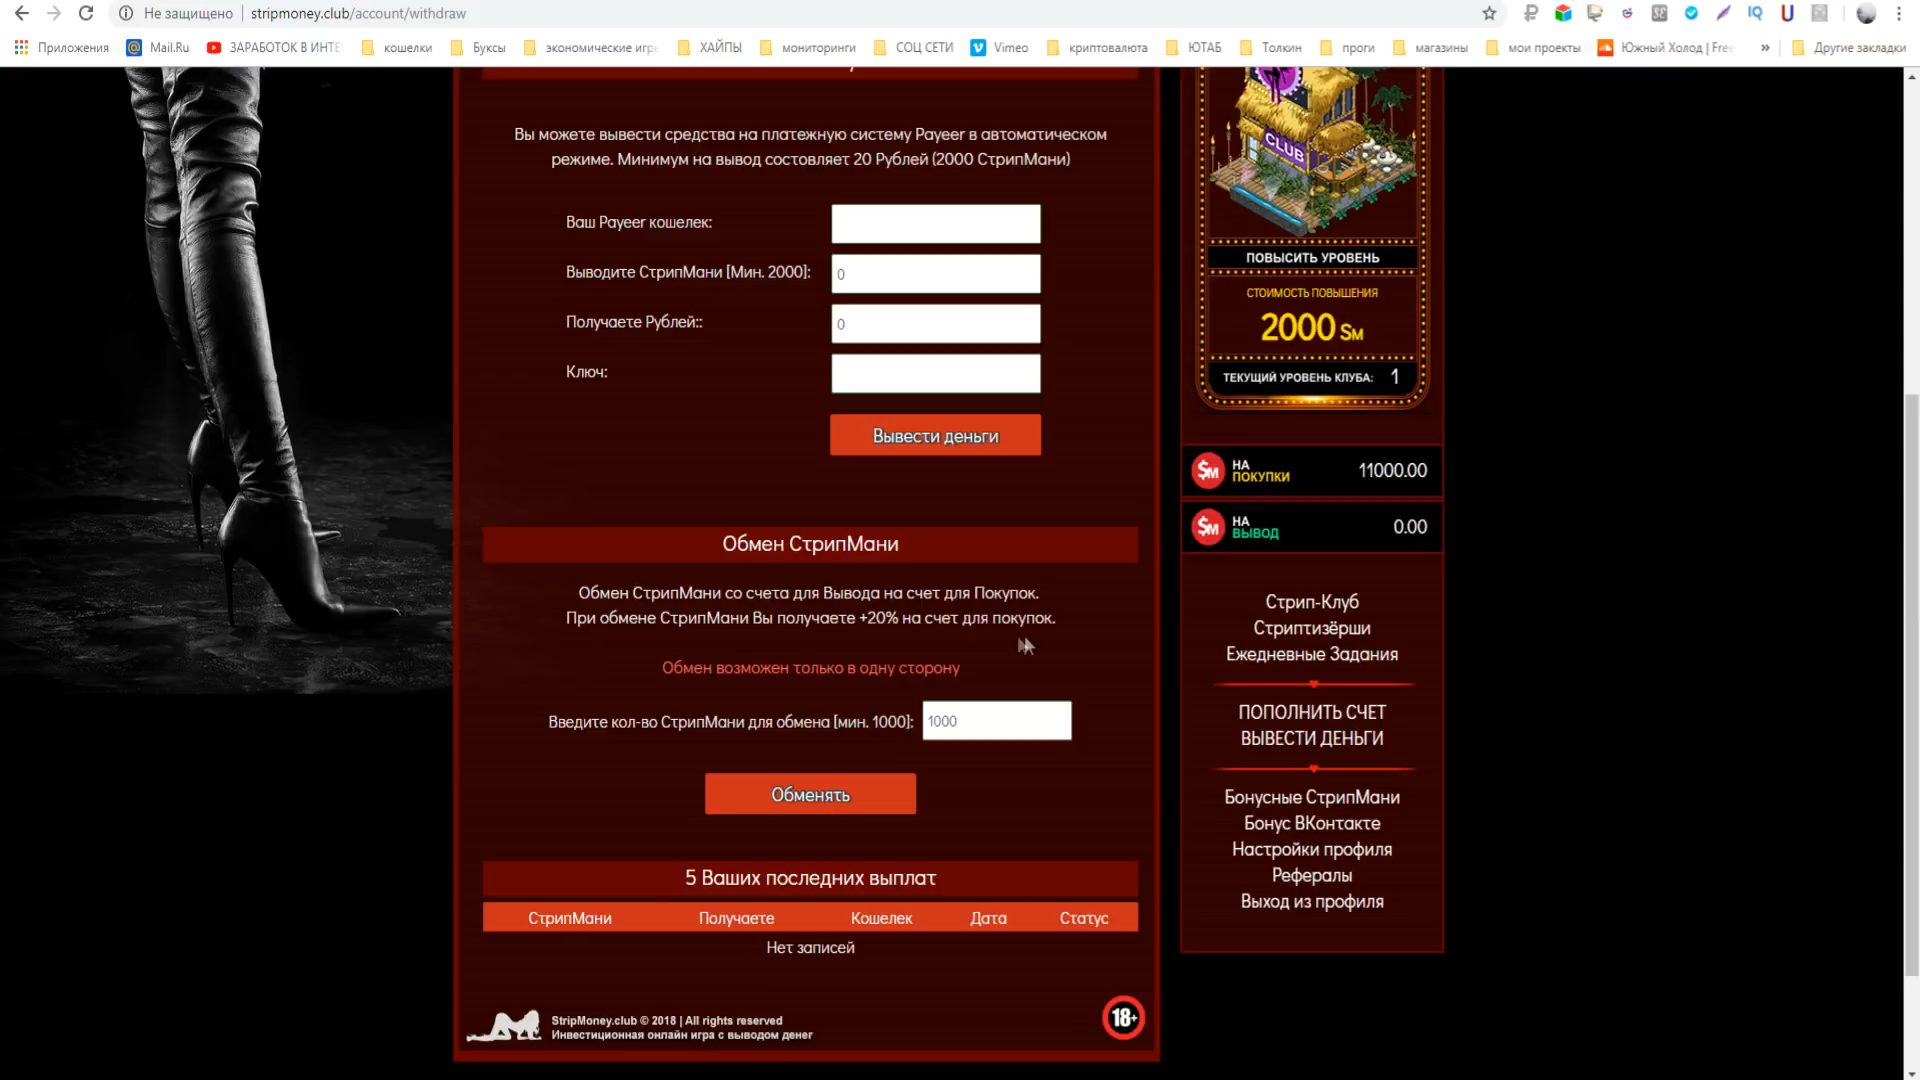 Не защищено stripmoney.club/account/withdraw
Приложения Mail.Ru ЗАРАБОТОК В ИНТЕ кошелки Буксы экономические игры ХАЙПЫ мониторинги СОЦ СЕТИ Vimeo криптовалюта ЮТАБ Толкин проги магазины мои проекты Южный Холод | Free » Другие закладки
Вы можете вывести средства на платежную систему Payeer в автоматическом
режиме. Минимум на вывод состовляет 20 Рублей (2000 СтрипМани)
Ваш Payeer кошелек:
Выводите СтрипМани [Мин. 2000]: 0
Получаете Рублей:: 0
Ключ:
Вывести деньги
Обмен СтрипМани
Обмен СтрипМани со счета для Вывода на счет для Покупок.
При обмене СтрипМани Вы получаете +20% на счет для покупок.
Обмен возможен только в одну сторону
Введите кол-во СтрипМани для обмена [мин. 1000]: 1000
Обменять
5 Ваших последних выплат
СтрипМани Получаете Кошелек Дата Статус
Нет записей
StripMoney.club © 2018 | All rights reserved
Инвестиционная онлайн игра с выводом денег
18+
CLUB
ПОВЫСИТЬ УРОВЕНЬ
СТОИМОСТЬ ПОВЫШЕНИЯ
2000 Sм
ТЕКУЩИЙ УРОВЕНЬ КЛУБА: 1
$м НА ПОКУПКИ 11000.00
$м НА ВЫВОД 0.00
Стрип-Клуб
Стриптизёрши
Ежедневные Задания
ПОПОЛНИТЬ СЧЕТ
ВЫВЕСТИ ДЕНЬГИ
Бонусные СтрипМани
Бонус ВКонтакте
Настройки профиля
Рефералы
Выход из профиля